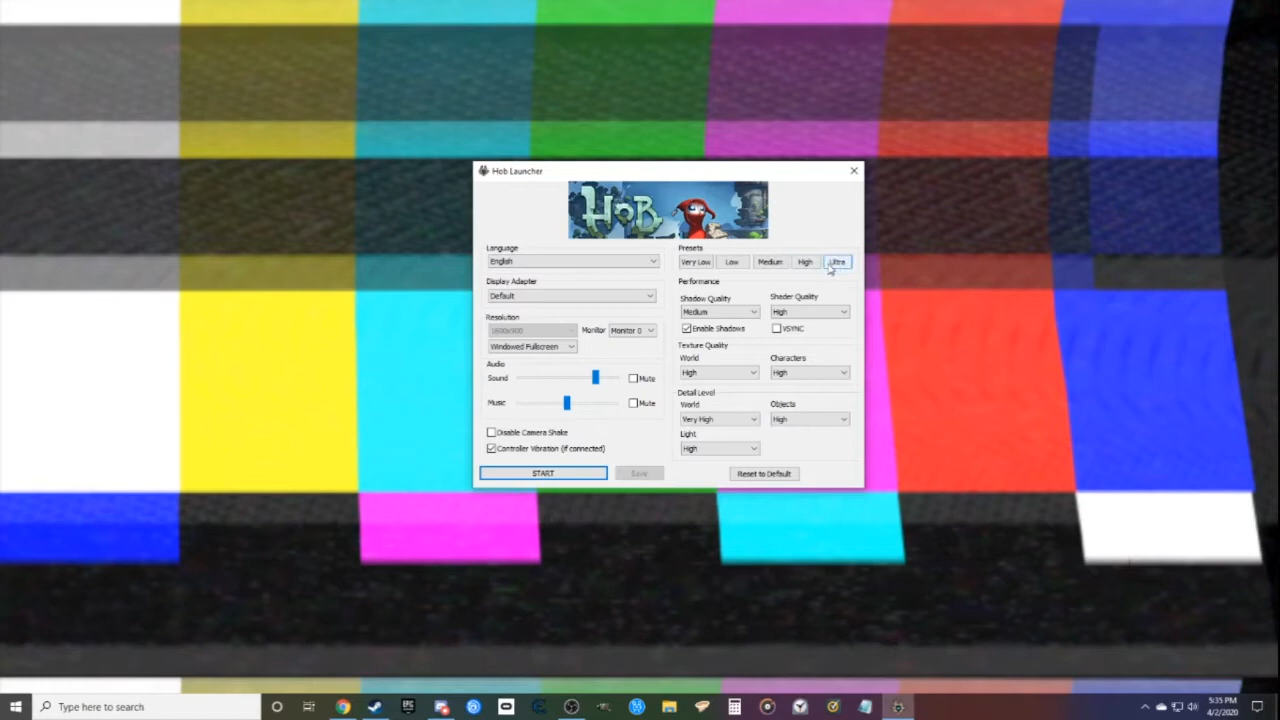 Hob Launcher
HOB
Language
English
Display Adapter
Default
Resolution
1600x900
Monitor
Monitor 0
Windowed Fullscreen
Audio
Sound
Mute
Music
Mute
Disable Camera Shake
Controller Vibration (if connected)
START
Save
Presets
Very Low
Low
Medium
High
Ultra
Performance
Shadow Quality
Shader Quality
Medium
High
Enable Shadows
VSYNC
Texture Quality
World
Characters
High
High
Detail Level
World
Objects
Very High
High
Light
High
Reset to Default
Type here to search
EPIC
5:35 PM
4/2/2020